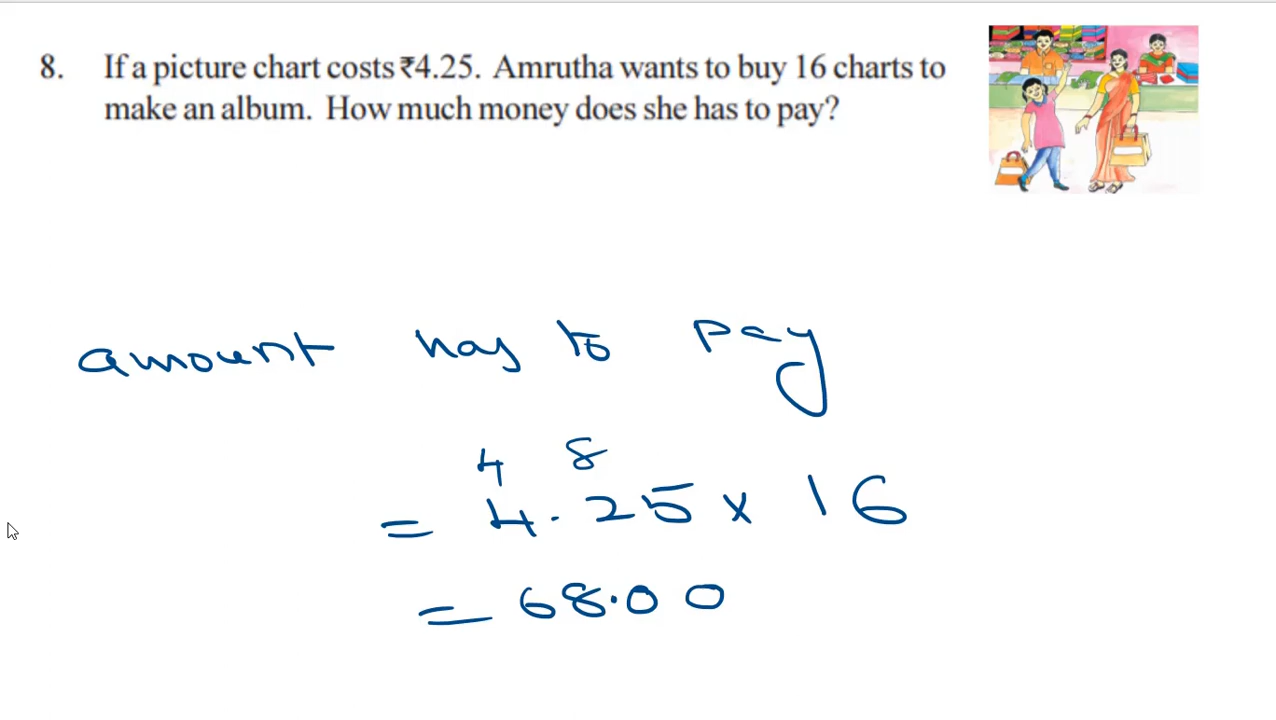 8. If a picture chart costs ₹4.25. Amrutha wants to buy 16 charts to
make an album. How much money does she has to pay?
amount has to pay
4 8
= 4.25 x 16
= 68.00